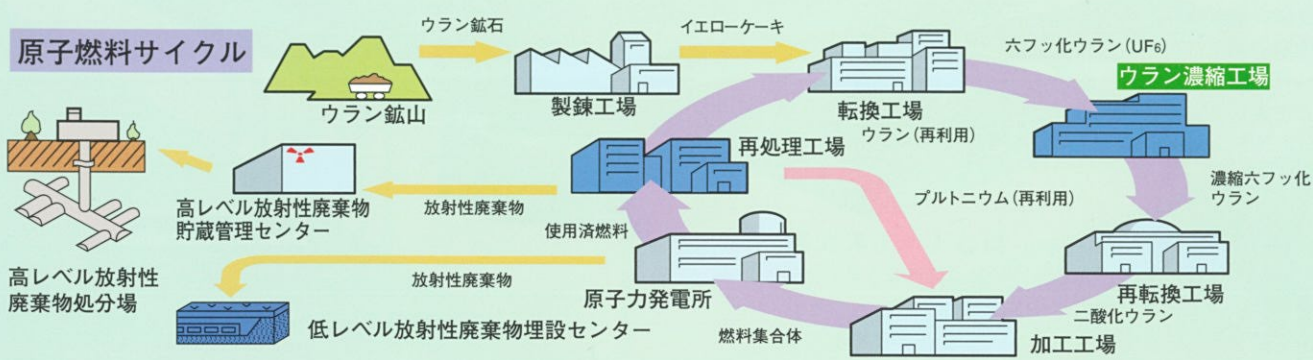 原子燃料サイクル
ウラン鉱山
ウラン鉱石
製錬工場
イエローケーキ
転換工場
六フッ化ウラン(UF₆)
ウラン濃縮工場
濃縮六フッ化
ウラン
再転換工場
二酸化ウラン
加工工場
燃料集合体
原子力発電所
使用済燃料
再処理工場
ウラン(再利用)
プルトニウム(再利用)
放射性廃棄物
高レベル放射性廃棄物
貯蔵管理センター
高レベル放射性
廃棄物処分場
放射性廃棄物
低レベル放射性廃棄物埋設センター